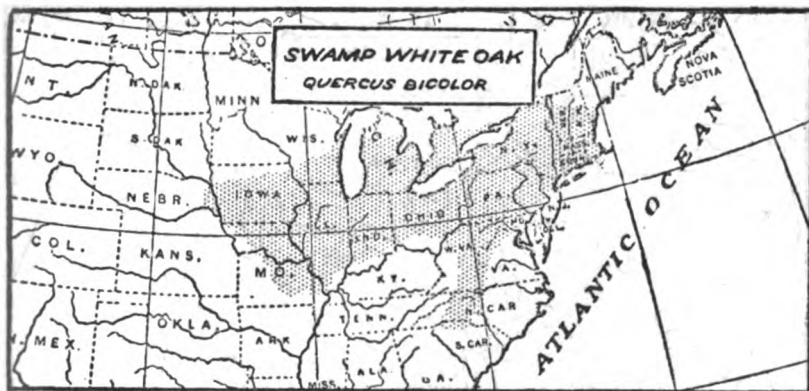 SWAMP WHITE OAK
QUERCUS BICOLOR
MAINE
NOVA
SCOTIA
N.DAK.
MINN
WIS.
S.DAK
N.Y.
WYO.
NEBR.
IOWA
PA.
ILL.
IND.
OHIO
COL.
KANS.
MO.
W.VA.
VA.
KY.
N. CAR
TENN.
OKLA.
ARK
S.CAR.
N.MEX.
MISS.
ALA.
GA.
ATLANTIC OCEAN